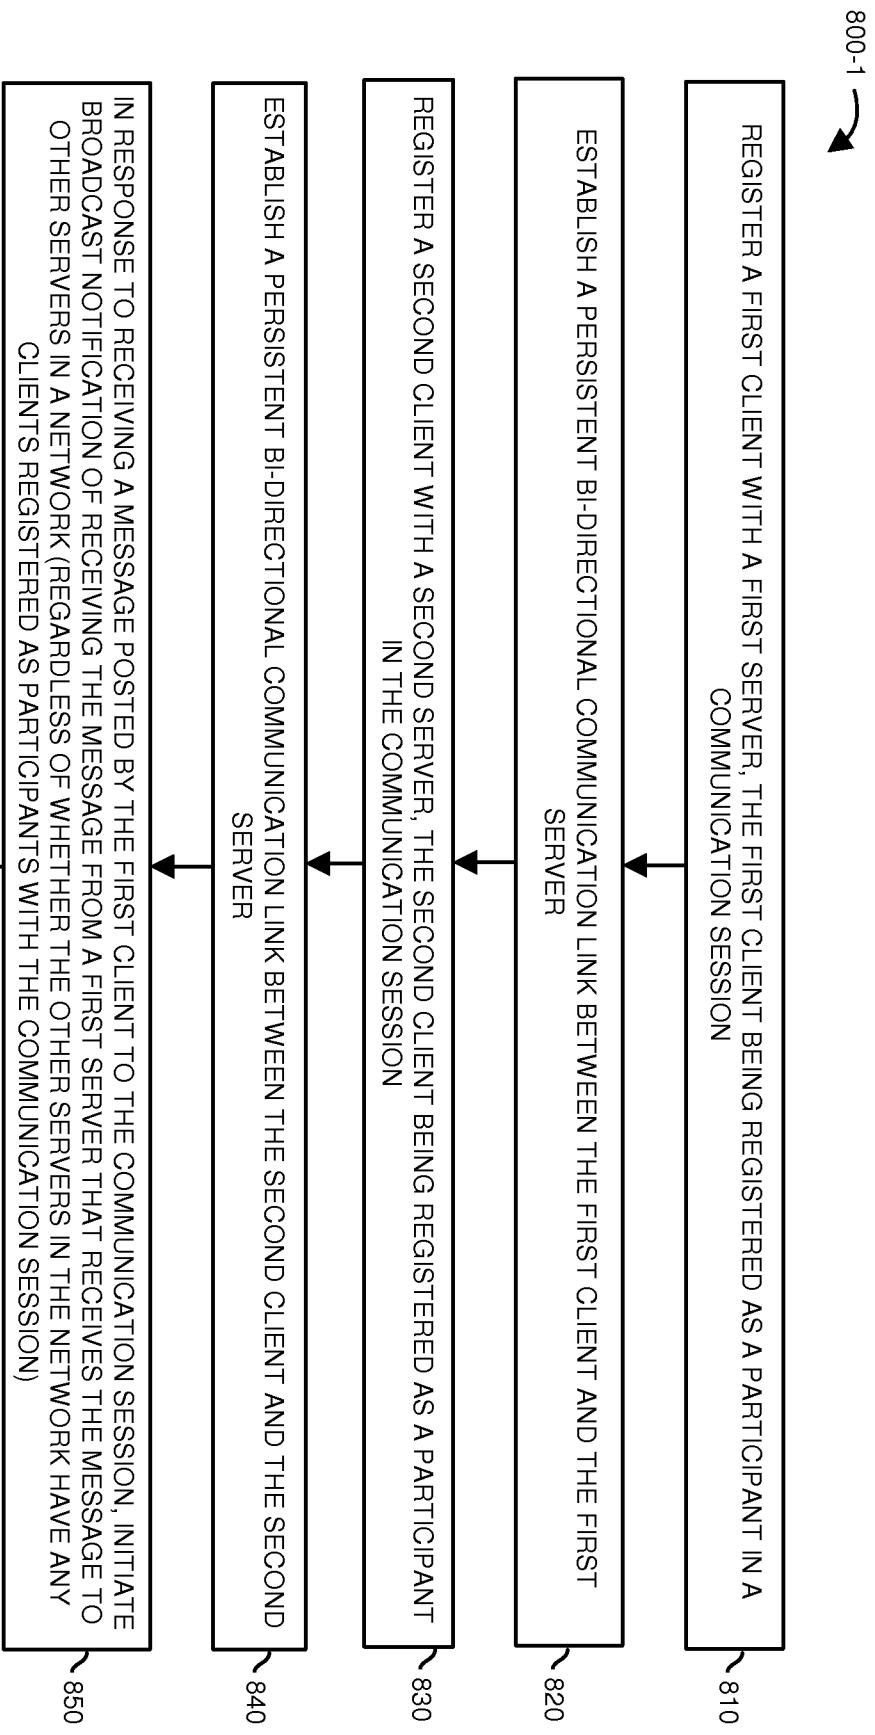 800-1
REGISTER A FIRST CLIENT WITH A FIRST SERVER, THE FIRST CLIENT BEING REGISTERED AS A PARTICIPANT IN A
COMMUNICATION SESSION
810
ESTABLISH A PERSISTENT BI-DIRECTIONAL COMMUNICATION LINK BETWEEN THE FIRST CLIENT AND THE FIRST
SERVER
820
REGISTER A SECOND CLIENT WITH A SECOND SERVER, THE SECOND CLIENT BEING REGISTERED AS A PARTICIPANT
IN THE COMMUNICATION SESSION
830
ESTABLISH A PERSISTENT BI-DIRECTIONAL COMMUNICATION LINK BETWEEN THE SECOND CLIENT AND THE SECOND
SERVER
840
IN RESPONSE TO RECEIVING A MESSAGE POSTED BY THE FIRST CLIENT TO THE COMMUNICATION SESSION, INITIATE
BROADCAST NOTIFICATION OF RECEIVING THE MESSAGE FROM A FIRST SERVER THAT RECEIVES THE MESSAGE TO
OTHER SERVERS IN A NETWORK (REGARDLESS OF WHETHER THE OTHER SERVERS IN THE NETWORK HAVE ANY
CLIENTS REGISTERED AS PARTICIPANTS WITH THE COMMUNICATION SESSION)
850